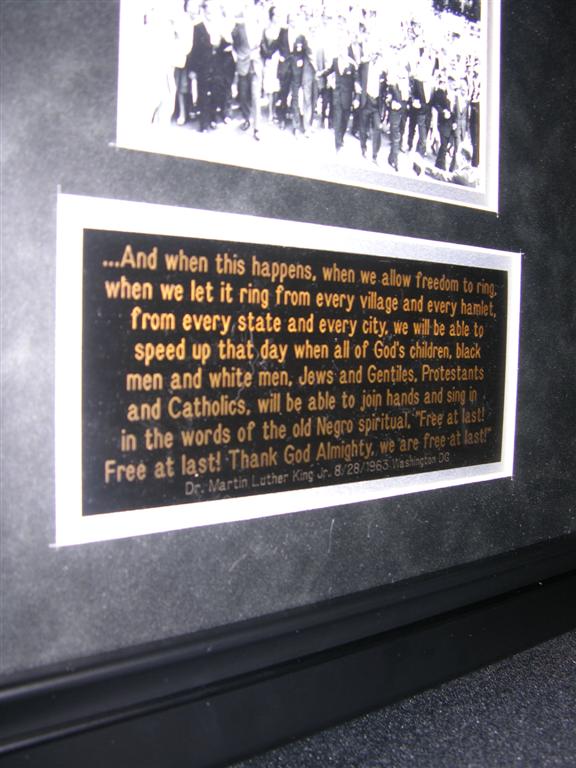 ...And when this happens, when we allow freedom to ring,
when we let it ring from every village and every hamlet,
from every state and every city, we will be able to
speed up that day when all of God's children, black
men and white men, Jews and Gentiles, Protestants
and Catholics, will be able to join hands and sing in
in the words of the old Negro spiritual, "Free at last!
Free at last! Thank God Almighty, we are free at last!"
Dr. Martin Luther King Jr. 8/28/1963 Washington DC